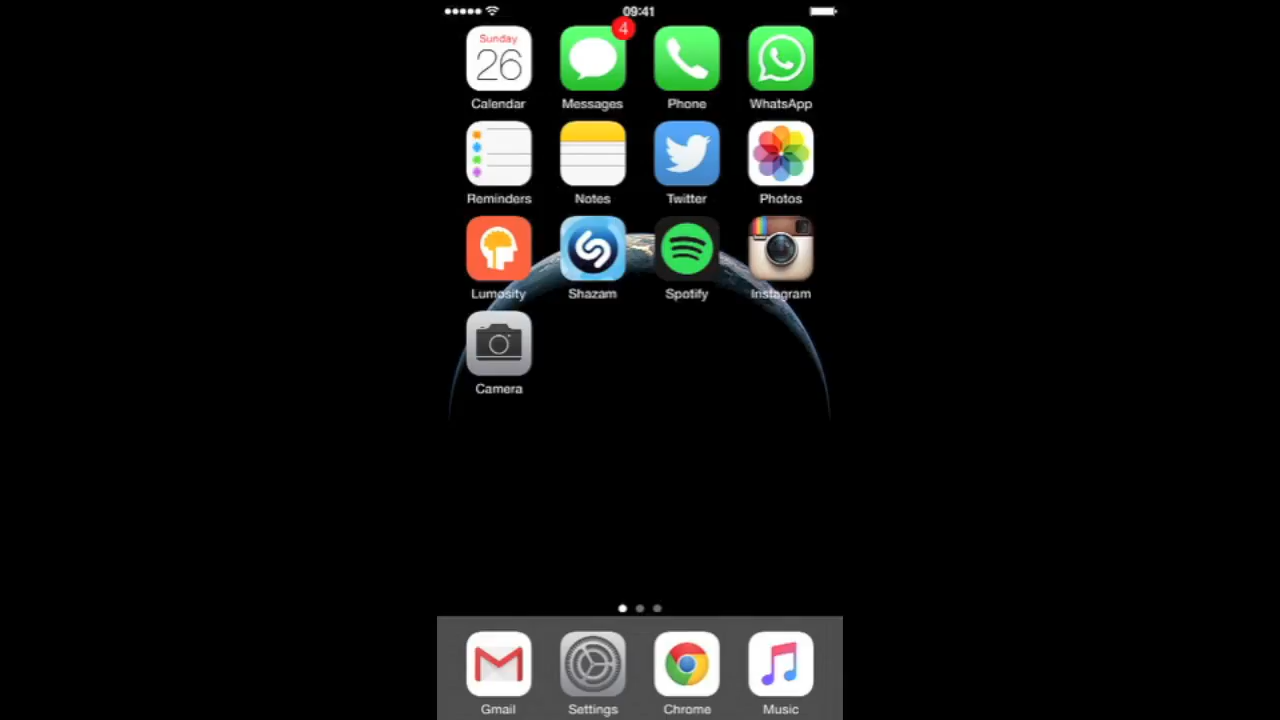 09:41
Sunday
26
4
Calendar
Messages
Phone
WhatsApp
Reminders
Notes
Twitter
Photos
Lumosity
Shazam
Spotify
Instagram
Camera
Gmail
Settings
Chrome
Music